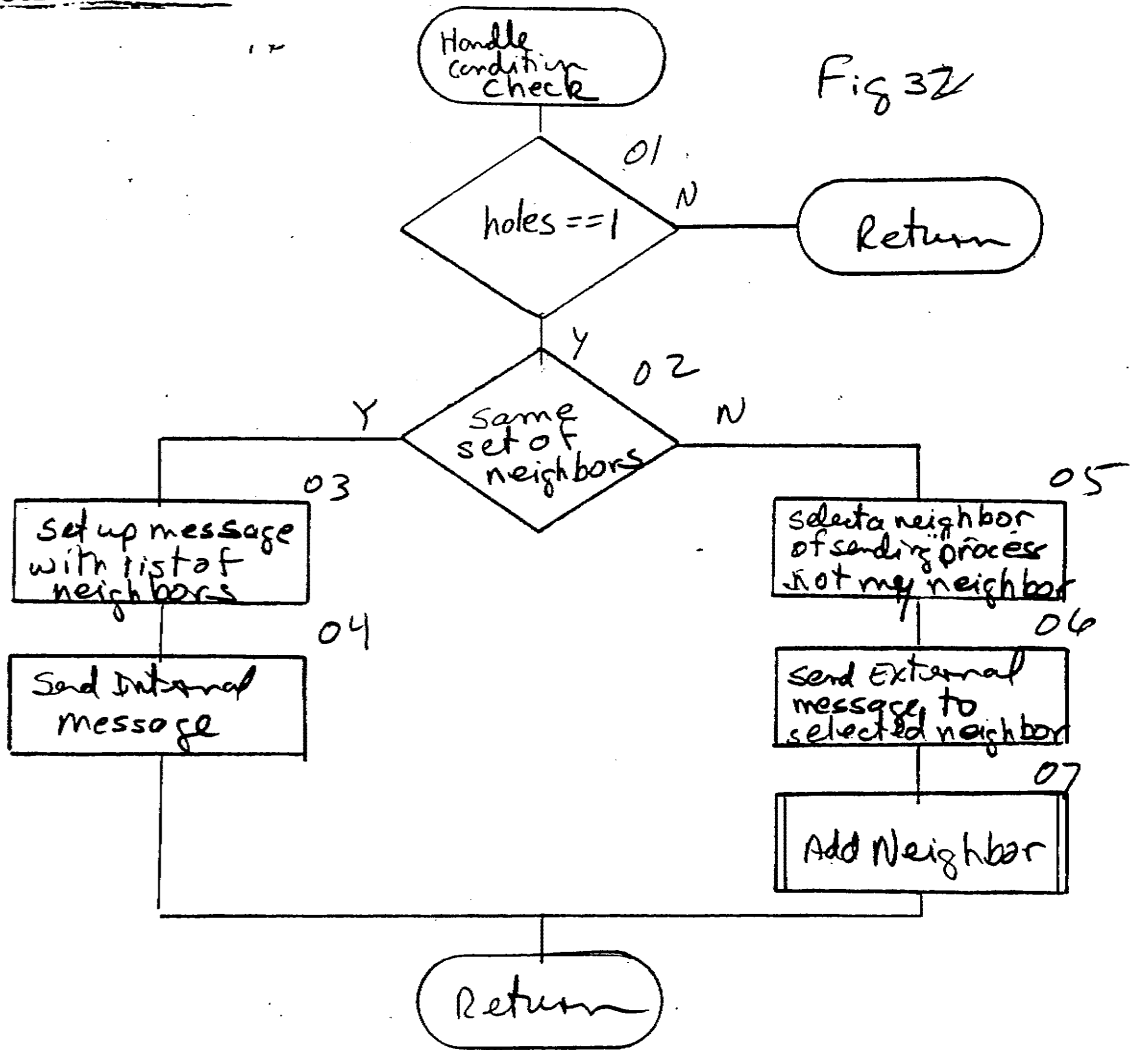 Handle
condition
check
Fig 32
01
holes==1
N
Return
Y
02
same
set of
neighbors
Y
N
03
set up message
with list of
neighbors
04
Send Internal
message
05
select a neighbor
of sending process
not my neighbor
06
send External
message to
selected neighbor
07
Add Neighbor
Return